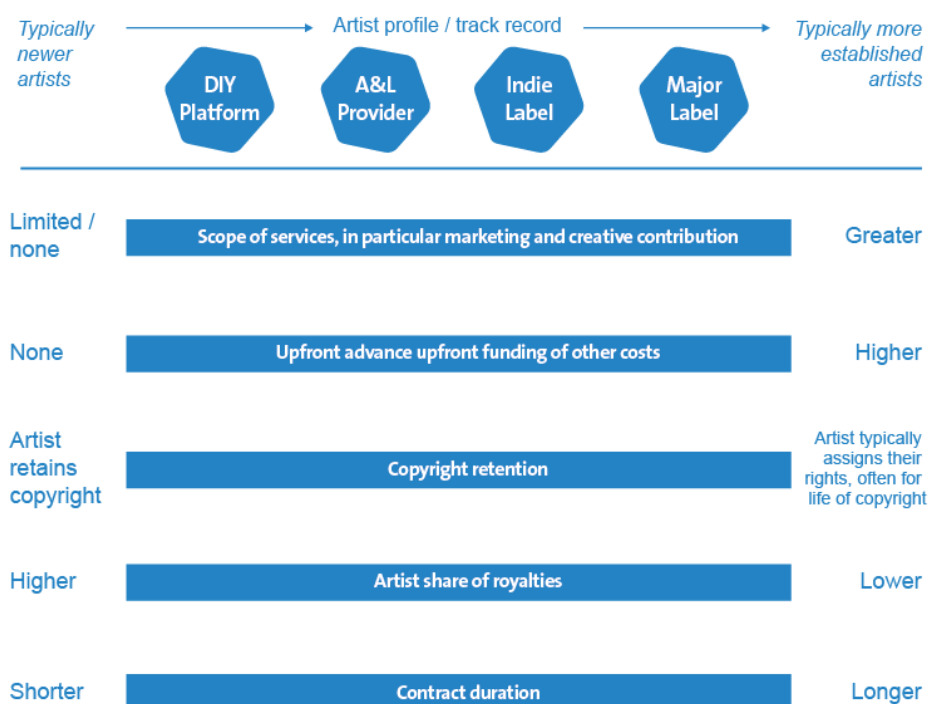 Typically
newer
artists
Artist profile / track record
Typically more
established
artists
DIY
Platform
A&L
Provider
Indie
Label
Major
Label
Limited /
none
Scope of services, in particular marketing and creative contribution
Greater
None
Upfront advance upfront funding of other costs
Higher
Artist
retains
copyright
Copyright retention
Artist typically
assigns their
rights, often for
life of copyright
Higher
Artist share of royalties
Lower
Shorter
Contract duration
Longer